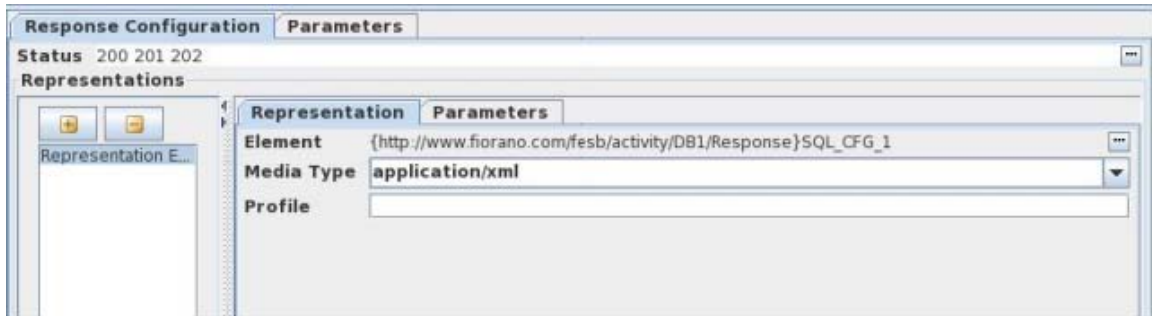 Response Configuration Parameters
Status 200 201 202
Representations
Representation Parameters
Representation E...
Element {http://www.fiorano.com/fesb/activity/DB1/Response}SQL_CFG_1
Media Type application/xml
Profile